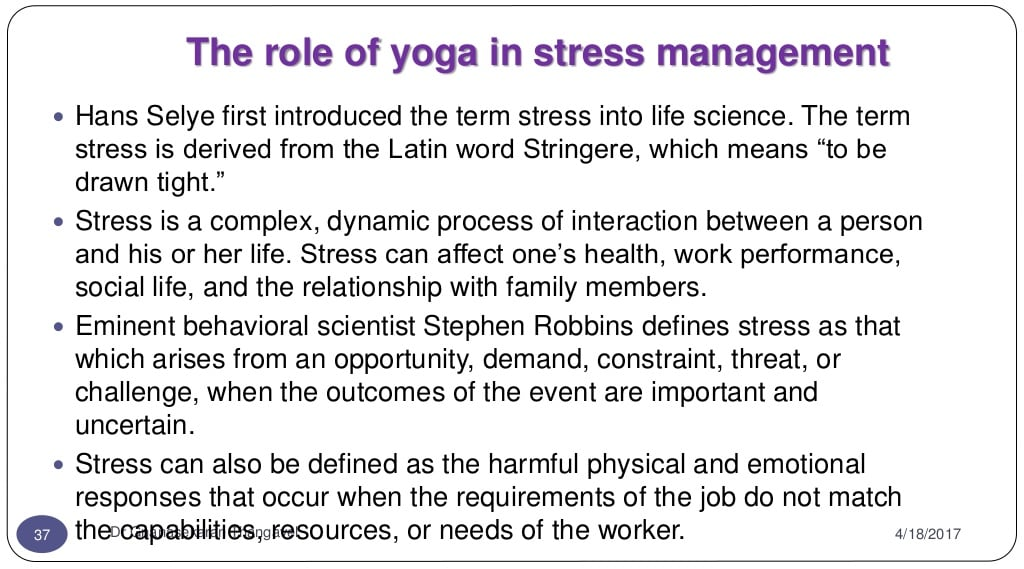 The role of yoga in stress management
• Hans Selye first introduced the term stress into life science. The term
stress is derived from the Latin word Stringere, which means “to be
drawn tight.”
• Stress is a complex, dynamic process of interaction between a person
and his or her life. Stress can affect one’s health, work performance,
social life, and the relationship with family members.
• Eminent behavioral scientist Stephen Robbins defines stress as that
which arises from an opportunity, demand, constraint, threat, or
challenge, when the outcomes of the event are important and
uncertain.
• Stress can also be defined as the harmful physical and emotional
responses that occur when the requirements of the job do not match
the capabilities, resources, or needs of the worker.
37
4/18/2017